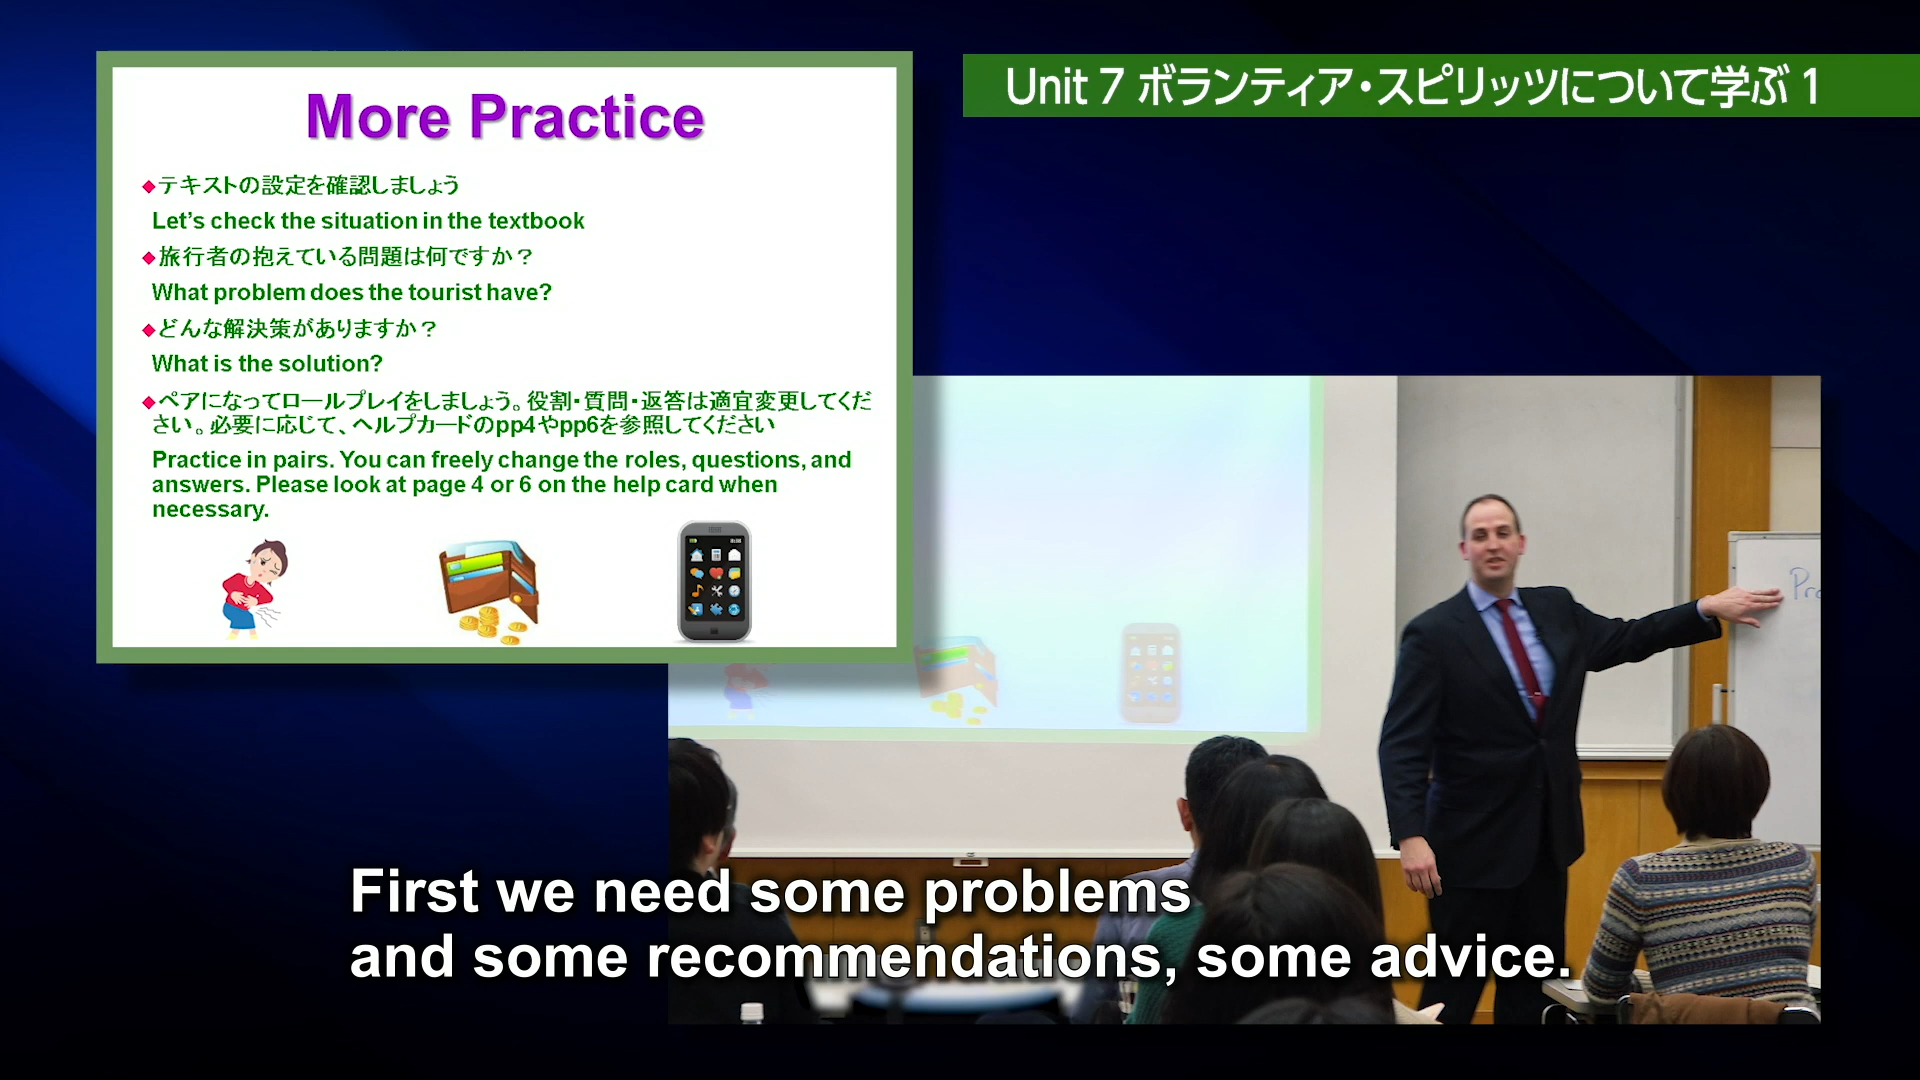 More Practice
◆テキストの設定を確認しましょう
Let's check the situation in the textbook
◆旅行者の抱えている問題は何ですか？
What problem does the tourist have?
◆どんな解決策がありますか？
What is the solution?
◆ペアになってロールプレイをしましょう。役割・質問・返答は適宜変更してくだ
さい。必要に応じて、ヘルプカードのpp4やpp6を参照してください
Practice in pairs. You can freely change the roles, questions, and
answers. Please look at page 4 or 6 on the help card when
necessary.
Unit 7 ボランティア・スピリッツについて学ぶ 1
Pro
First we need some problems
and some recommendations, some advice.